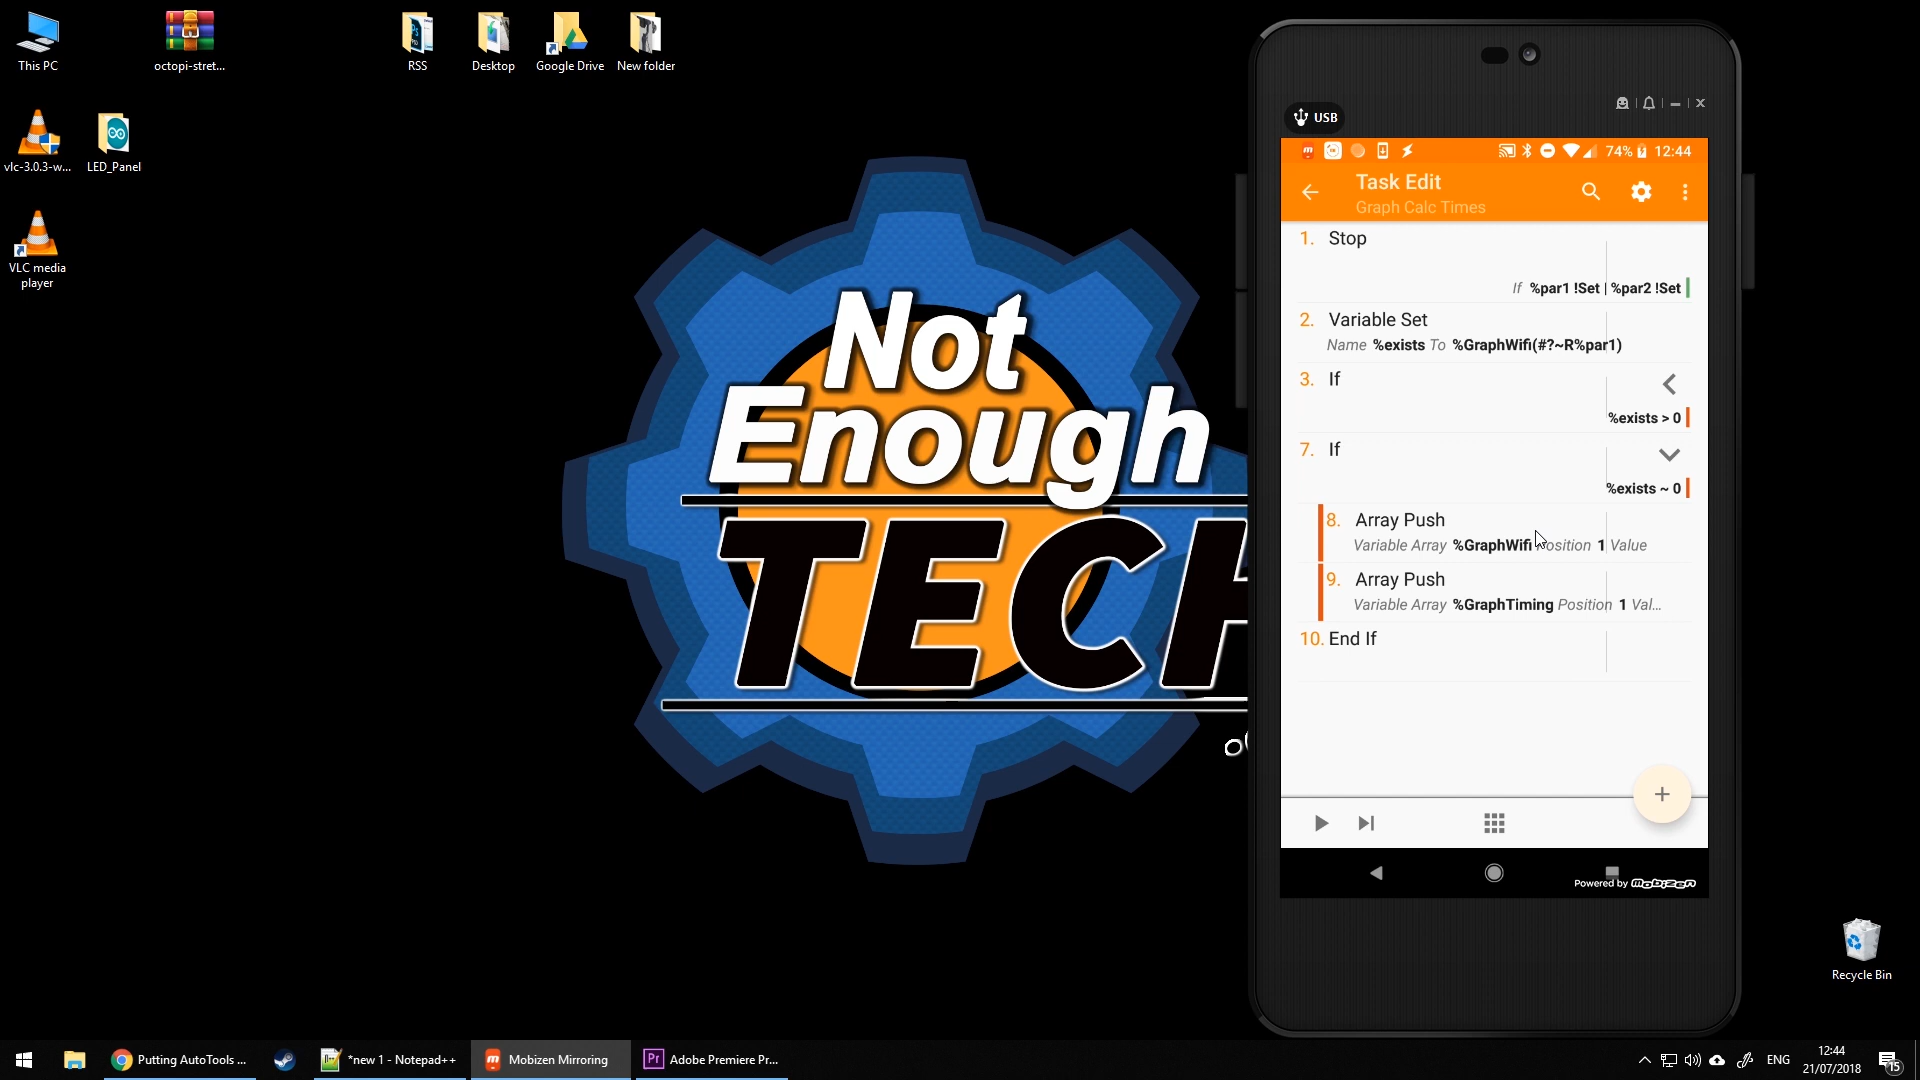 This PC
octopi-stret...
RSS
Desktop
Google Drive
New folder
vlc-3.0.3-w...
LED_Panel
VLC media
player
Not
Enough
TECH
USB
74% 12:44
Task Edit
Graph Calc Times
1. Stop
If %par1 !Set | %par2 !Set
2. Variable Set
Name %exists To %GraphWifi(#?~R%par1)
3. If
%exists > 0
7. If
%exists ~ 0
8. Array Push
Variable Array %GraphWifi Position 1 Value
9. Array Push
Variable Array %GraphTiming Position 1 Val...
10. End If
Powered by mobizen
Recycle Bin
Putting AutoTools ...
*new 1 - Notepad++
Mobizen Mirroring
Adobe Premiere Pr...
ENG
12:44
21/07/2018
15